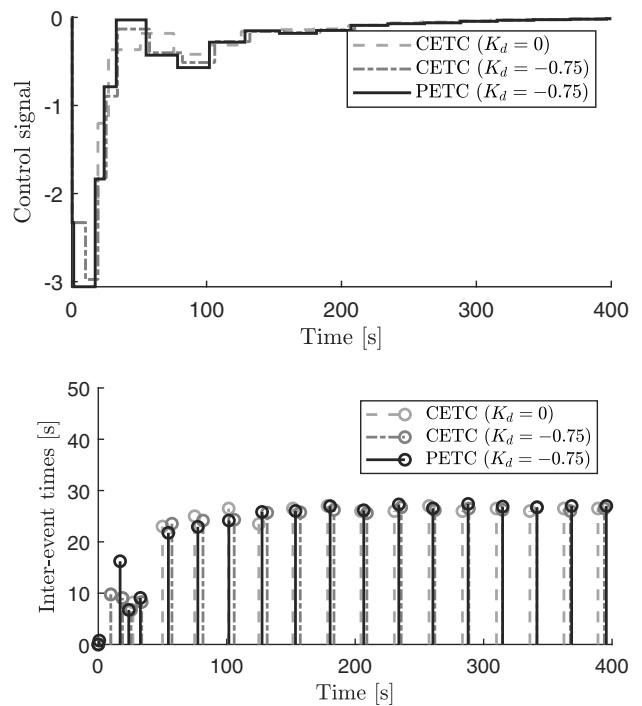 0
-1
-2
-3
Control signal
CETC (K_d = 0)
CETC (K_d = −0.75)
PETC (K_d = −0.75)
0 100 200 300 400
Time [s]
50
40
30
20
10
0
Inter-event times [s]
CETC (K_d = 0)
CETC (K_d = −0.75)
PETC (K_d = −0.75)
0 100 200 300 400
Time [s]